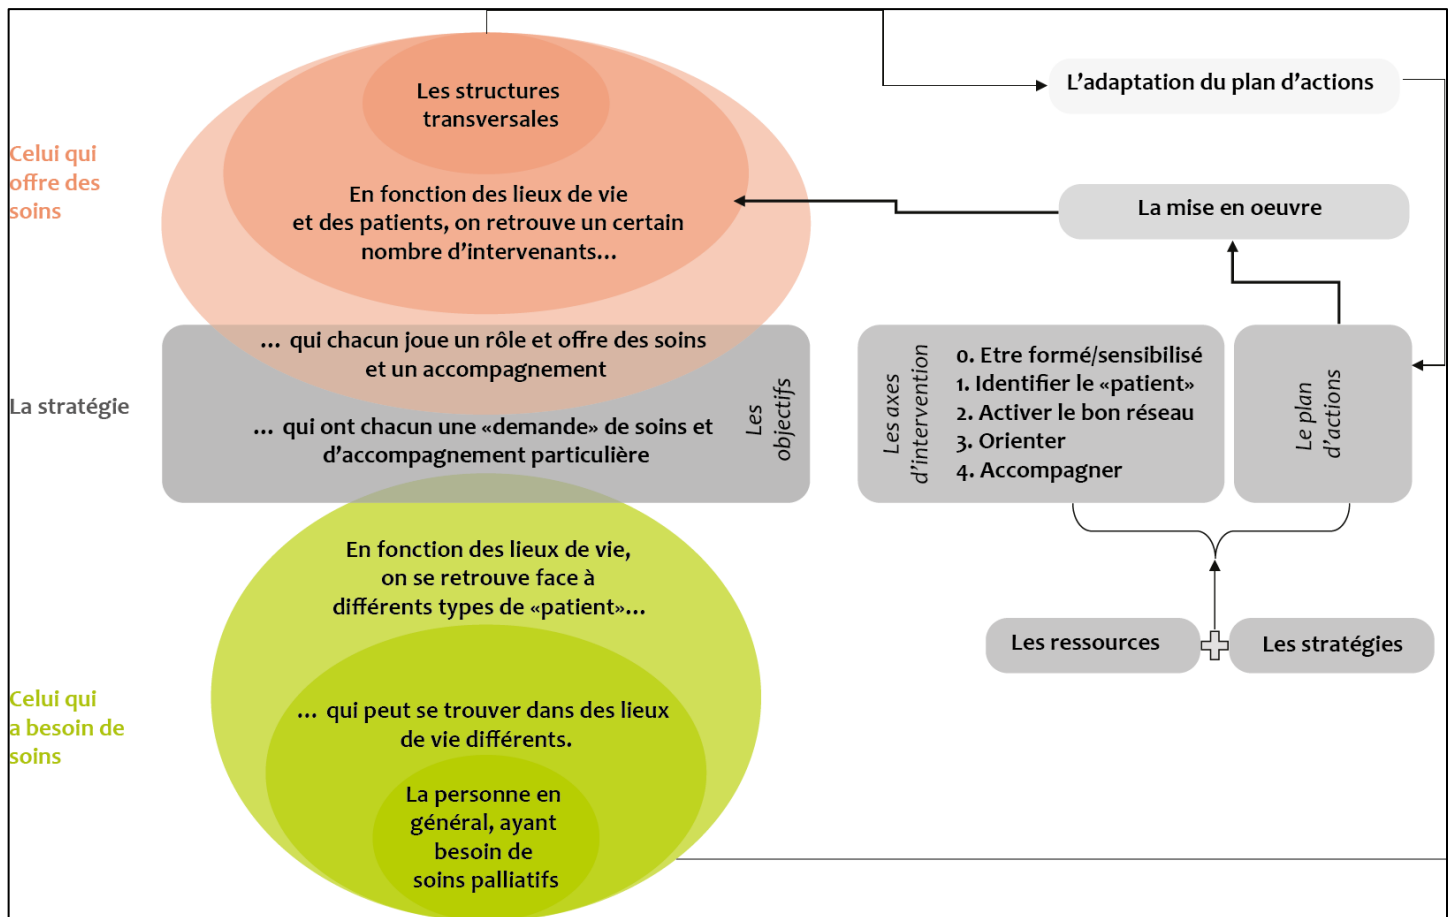 Les structures
transversales
L’adaptation du plan d’actions
Celui qui
offre des
soins
En fonction des lieux de vie
et des patients, on retrouve un certain
nombre d’intervenants…
La mise en oeuvre
La stratégie
… qui chacun joue un rôle et offre des soins
et un accompagnement
… qui ont chacun une «demande» de soins et
d’accompagnement particulière
Les
objectifs
Les axes
d’intervention
0. Etre formé/sensibilisé
1. Identifier le «patient»
2. Activer le bon réseau
3. Orienter
4. Accompagner
Le plan
d’actions
En fonction des lieux de vie,
on se retrouve face à
différents types de «patient»…
Les ressources
Les stratégies
Celui qui
a besoin de
soins
… qui peut se trouver dans des lieux
de vie différents.
La personne en
général, ayant
besoin de
soins palliatifs